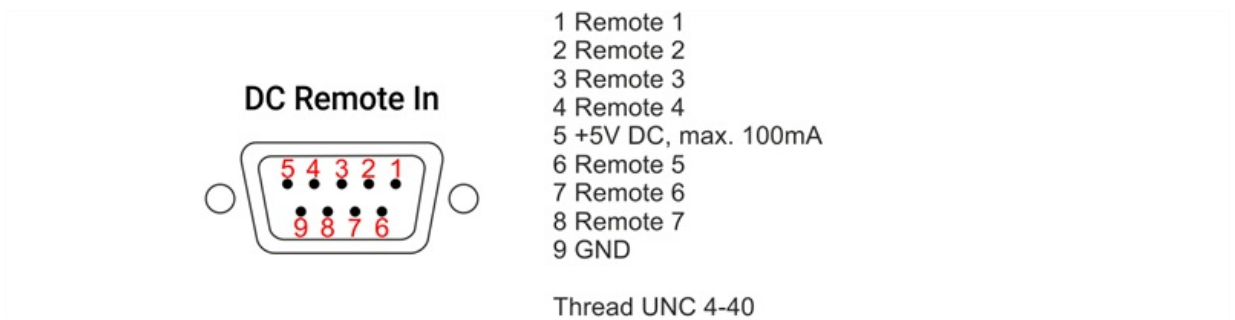 DC Remote In
5 4 3 2 1
9 8 7 6
1 Remote 1
2 Remote 2
3 Remote 3
4 Remote 4
5 +5V DC, max. 100mA
6 Remote 5
7 Remote 6
8 Remote 7
9 GND
Thread UNC 4-40